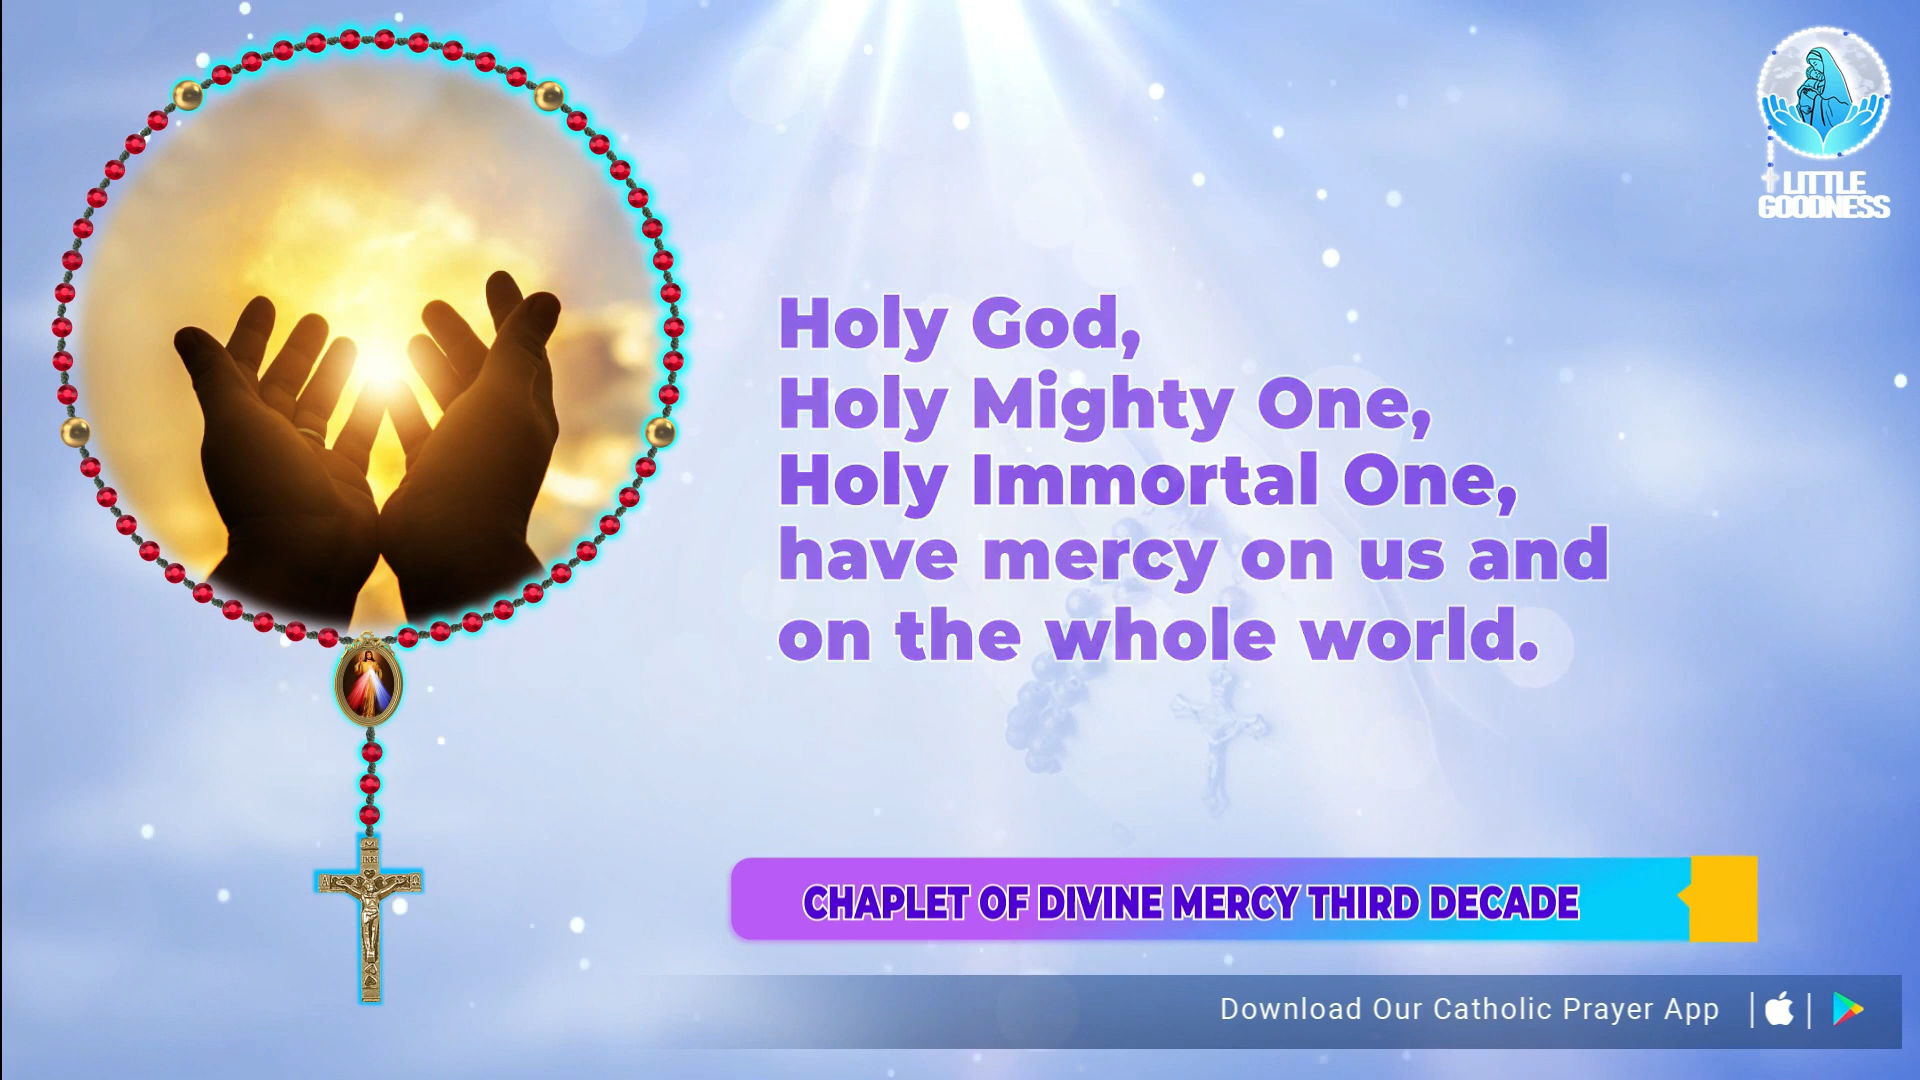 LITTLE
GOODNESS
Holy God,
Holy Mighty One,
Holy Immortal One,
have mercy on us and
on the whole world.
INRI
CHAPLET OF DIVINE MERCY THIRD DECADE
Download Our Catholic Prayer App